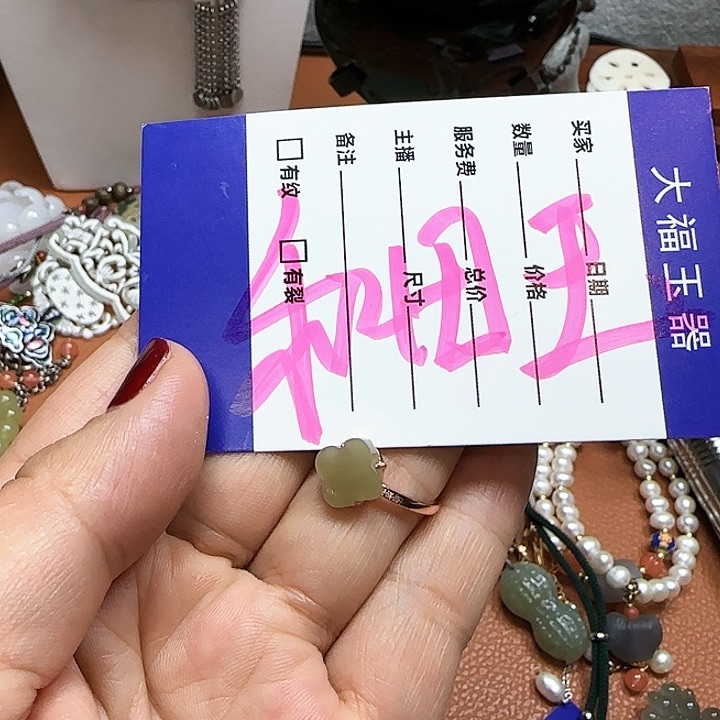 大福玉器
买家 日期
数量 价格
服务费 总价
主播 尺寸
备注
有纹 有裂
和田玉